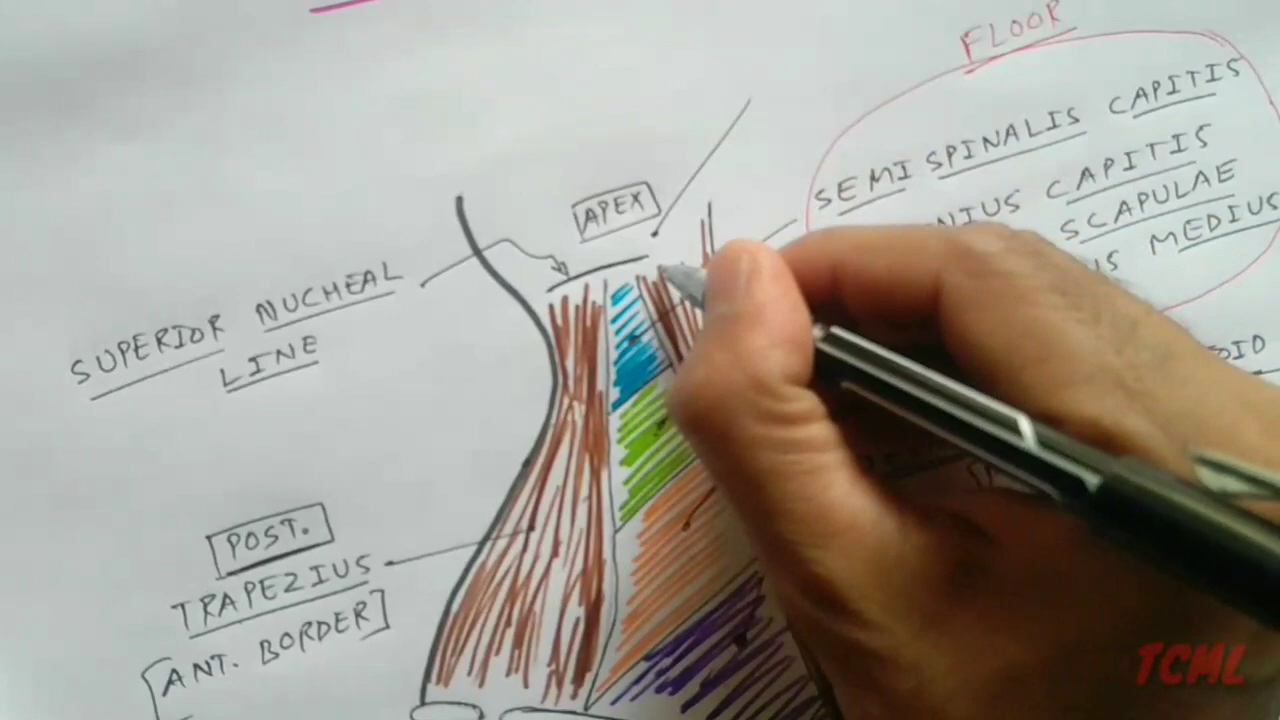 FLOOR
SEMISPINALIS CAPITIS
CAPITIS
SCAPULAE
MEDIUS
APEX
SUPERIOR NUCHEAL
LINE
POST.
TRAPEZIUS
[ANT. BORDER]
TCML